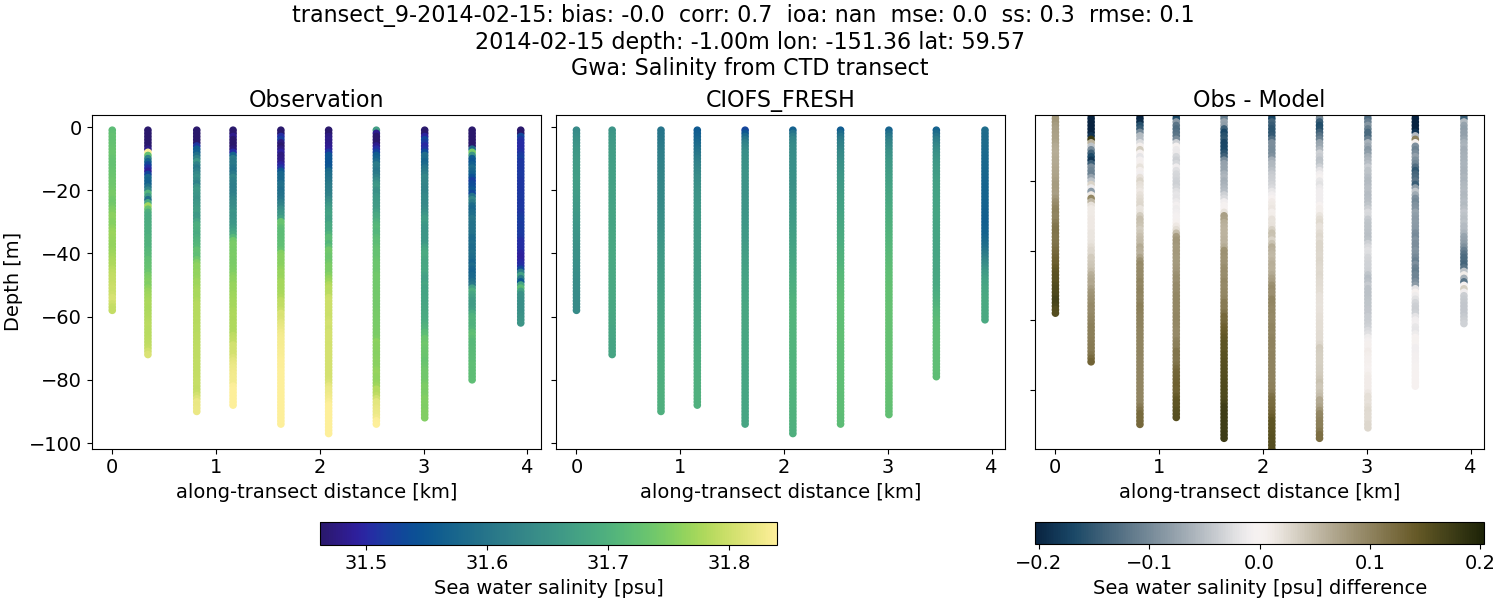 transect_9-2014-02-15: bias: -0.0  corr: 0.7  ioa: nan  mse: 0.0  ss: 0.3  rmse: 0.1
2014-02-15 depth: -1.00m lon: -151.36 lat: 59.57
Gwa: Salinity from CTD transect
Observation
CIOFS_FRESH
Obs - Model
Depth [m]
0
−20
−40
−60
−80
−100
0 1 2 3 4
0 1 2 3 4
0 1 2 3 4
along-transect distance [km]
along-transect distance [km]
along-transect distance [km]
31.5 31.6 31.7 31.8
Sea water salinity [psu]
−0.2 −0.1 0.0 0.1 0.2
Sea water salinity [psu] difference